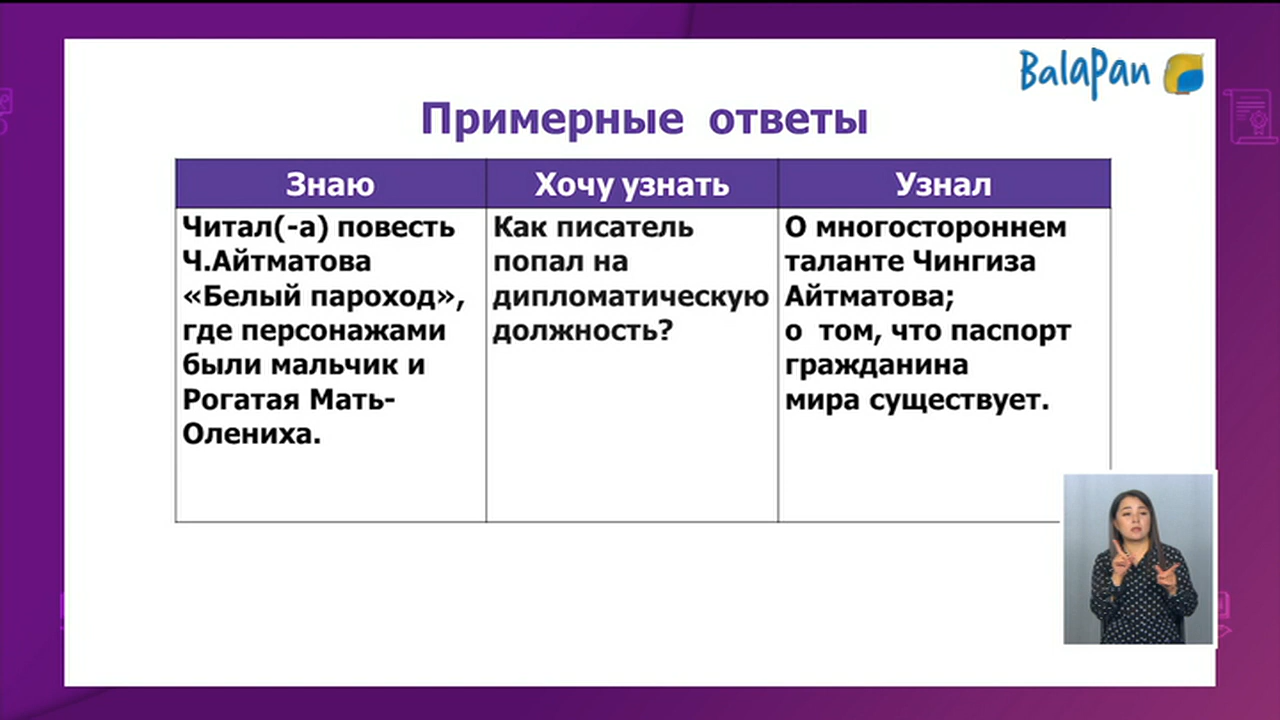 Balapan
Примерные ответы
Знаю
Хочу узнать
Узнал
Читал(-а) повесть
Ч.Айтматова
«Белый пароход»,
где персонажами
были мальчик и
Рогатая Мать-
Олениха.
Как писатель
попал на
дипломатическую
должность?
О многостороннем
таланте Чингиза
Айтматова;
о том, что паспорт
гражданина
мира существует.